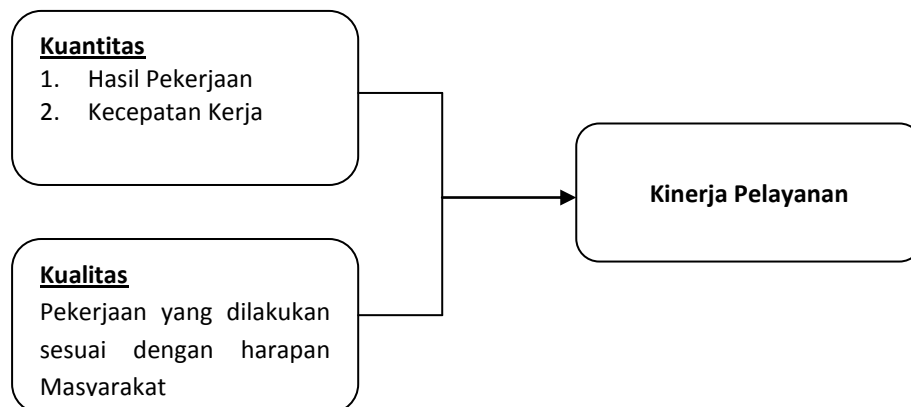 Kuantitas
1. Hasil Pekerjaan
2. Kecepatan Kerja
Kinerja Pelayanan
Kualitas
Pekerjaan yang dilakukan
sesuai dengan harapan
Masyarakat